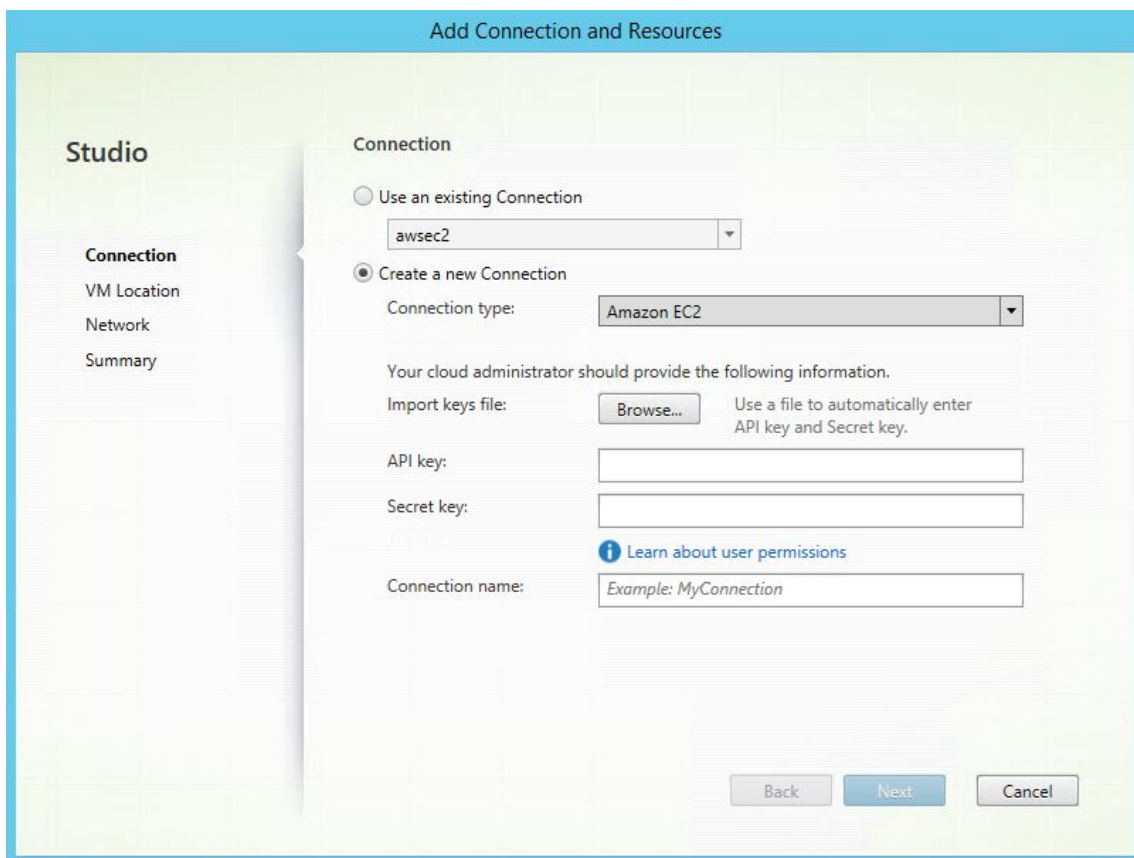 Add Connection and Resources
Studio
Connection
VM Location
Network
Summary
Connection
Use an existing Connection
awsec2
Create a new Connection
Connection type:
Amazon EC2
Your cloud administrator should provide the following information.
Import keys file:
Browse...
Use a file to automatically enter
API key and Secret key.
API key:
Secret key:
Learn about user permissions
Connection name:
Example: MyConnection
Back
Next
Cancel